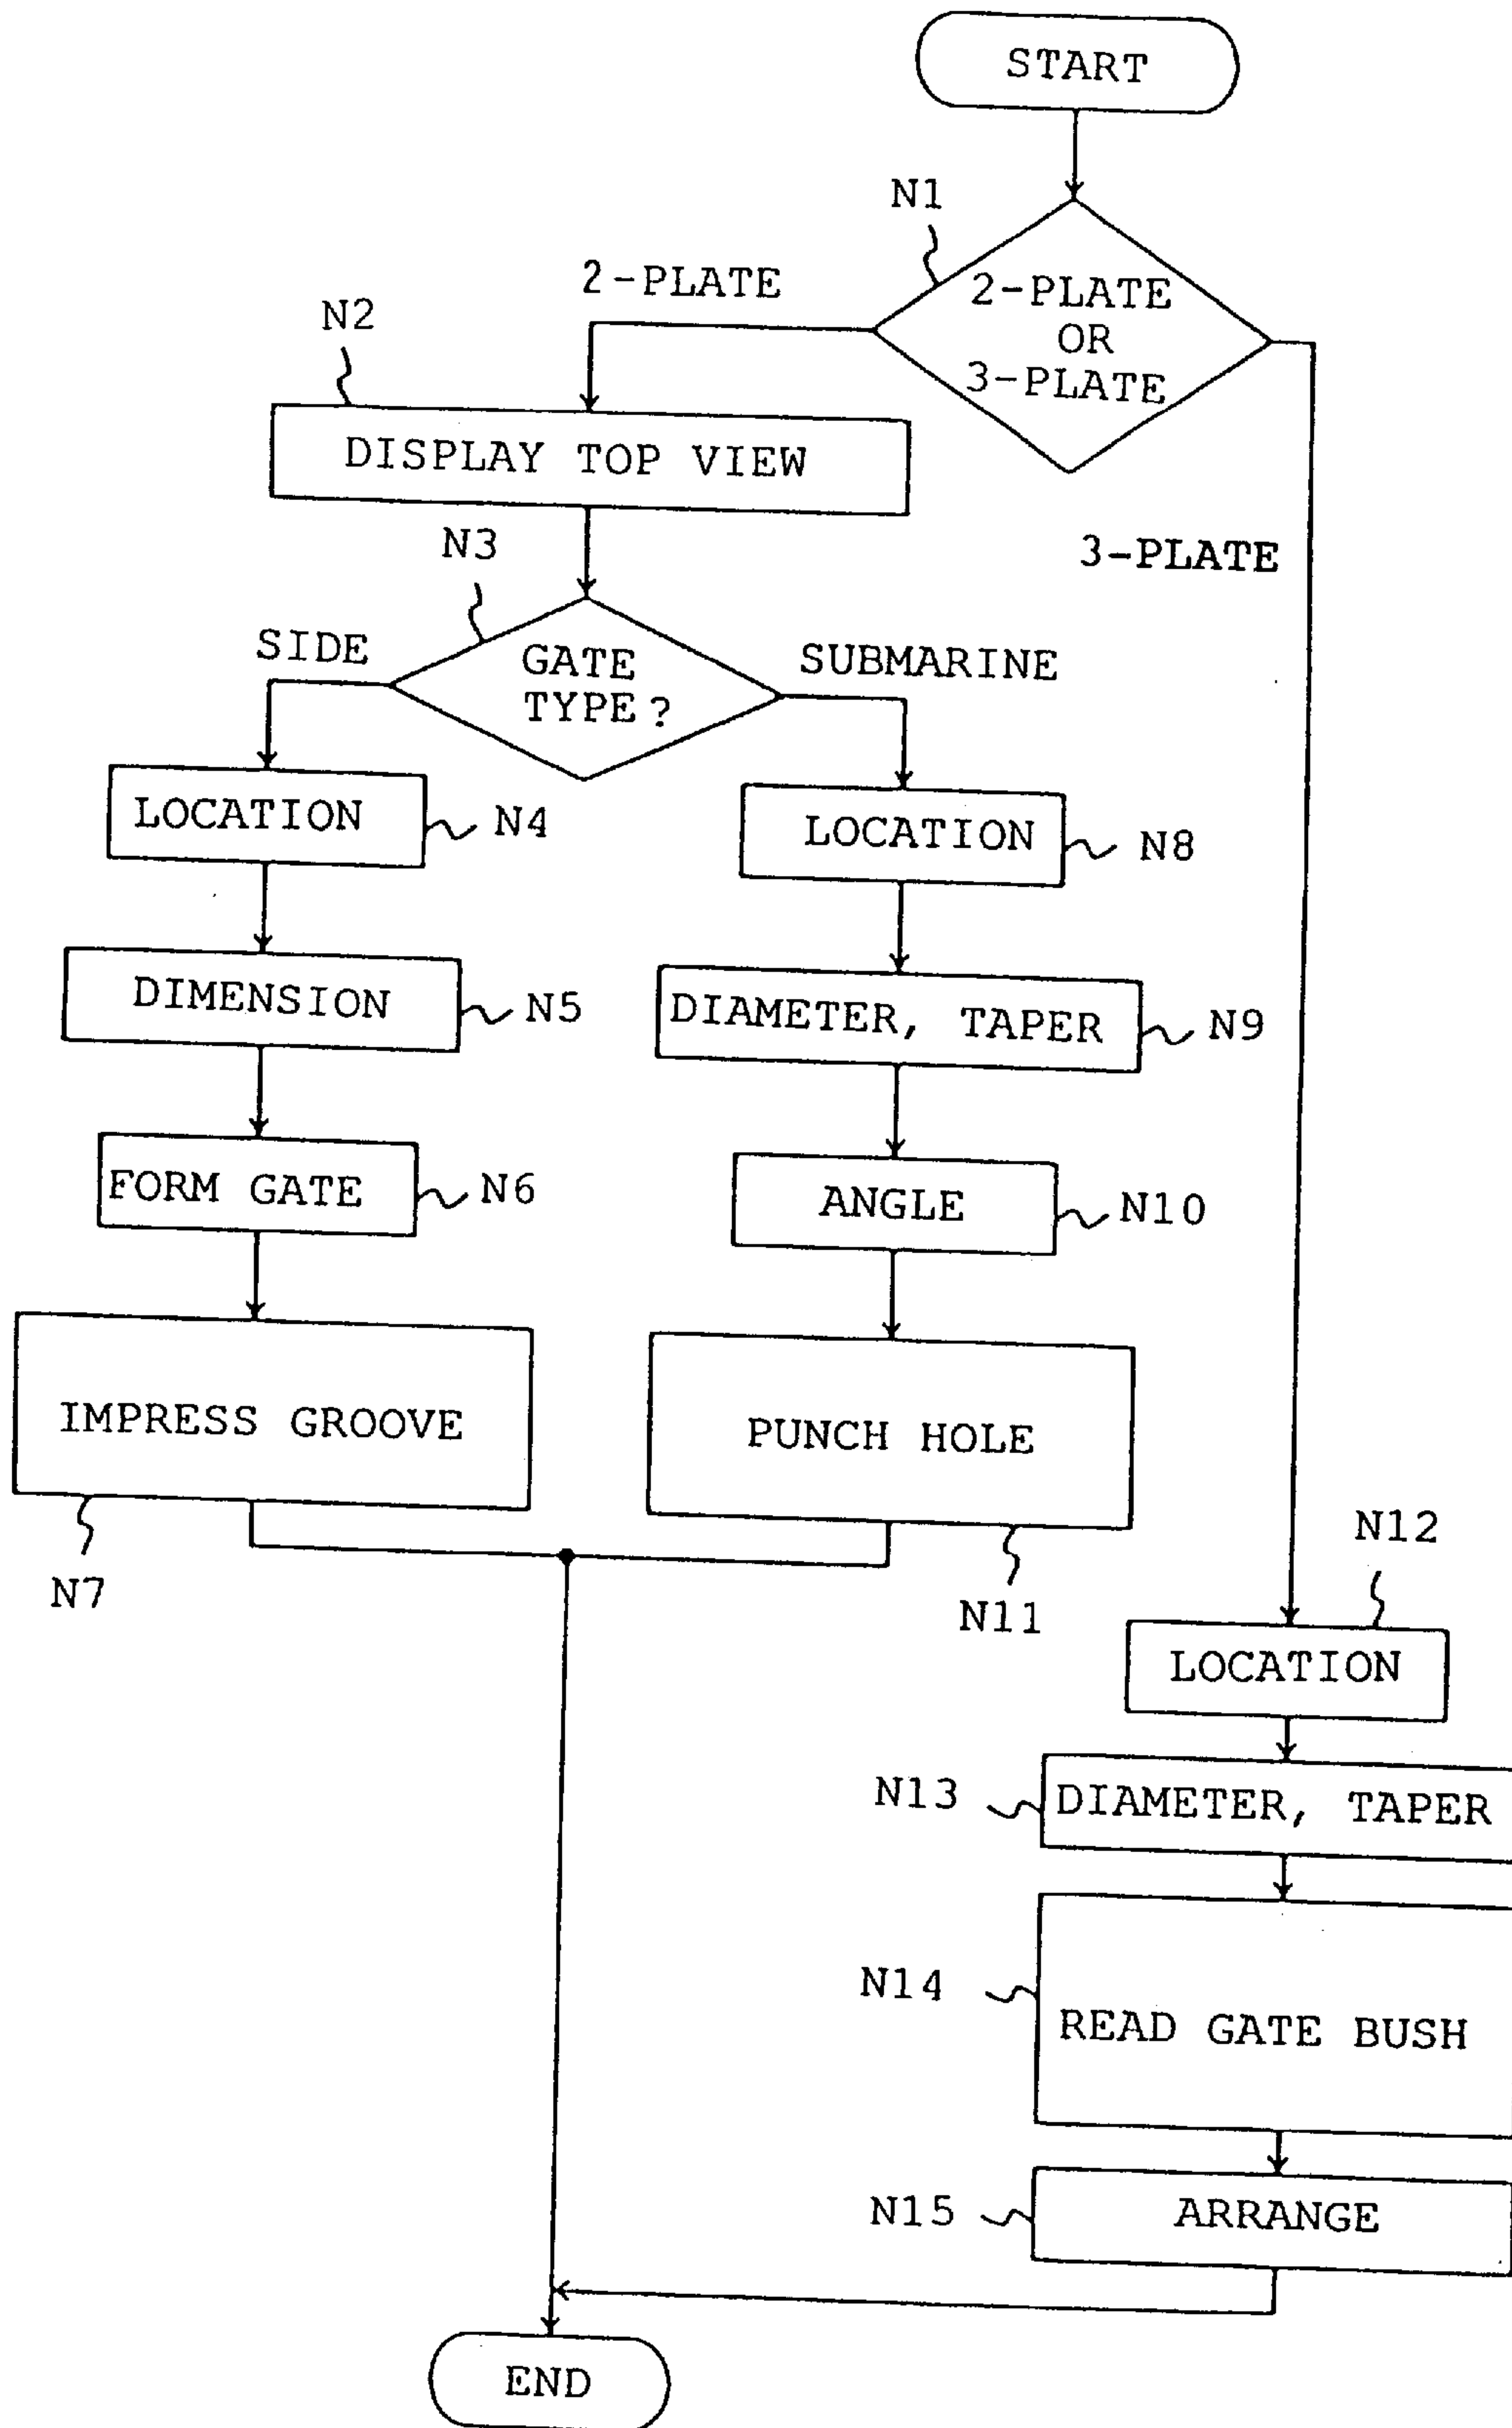 START
N1
2-PLATE
OR
3-PLATE
2-PLATE
N2
DISPLAY TOP VIEW
3-PLATE
N3
GATE
TYPE?
SIDE
SUBMARINE
LOCATION
N4
LOCATION
N8
DIMENSION
N5
DIAMETER, TAPER
N9
FORM GATE
N6
ANGLE
N10
IMPRESS GROOVE
N7
PUNCH HOLE
N11
N12
LOCATION
N13
DIAMETER, TAPER
N14
READ GATE BUSH
N15
ARRANGE
END